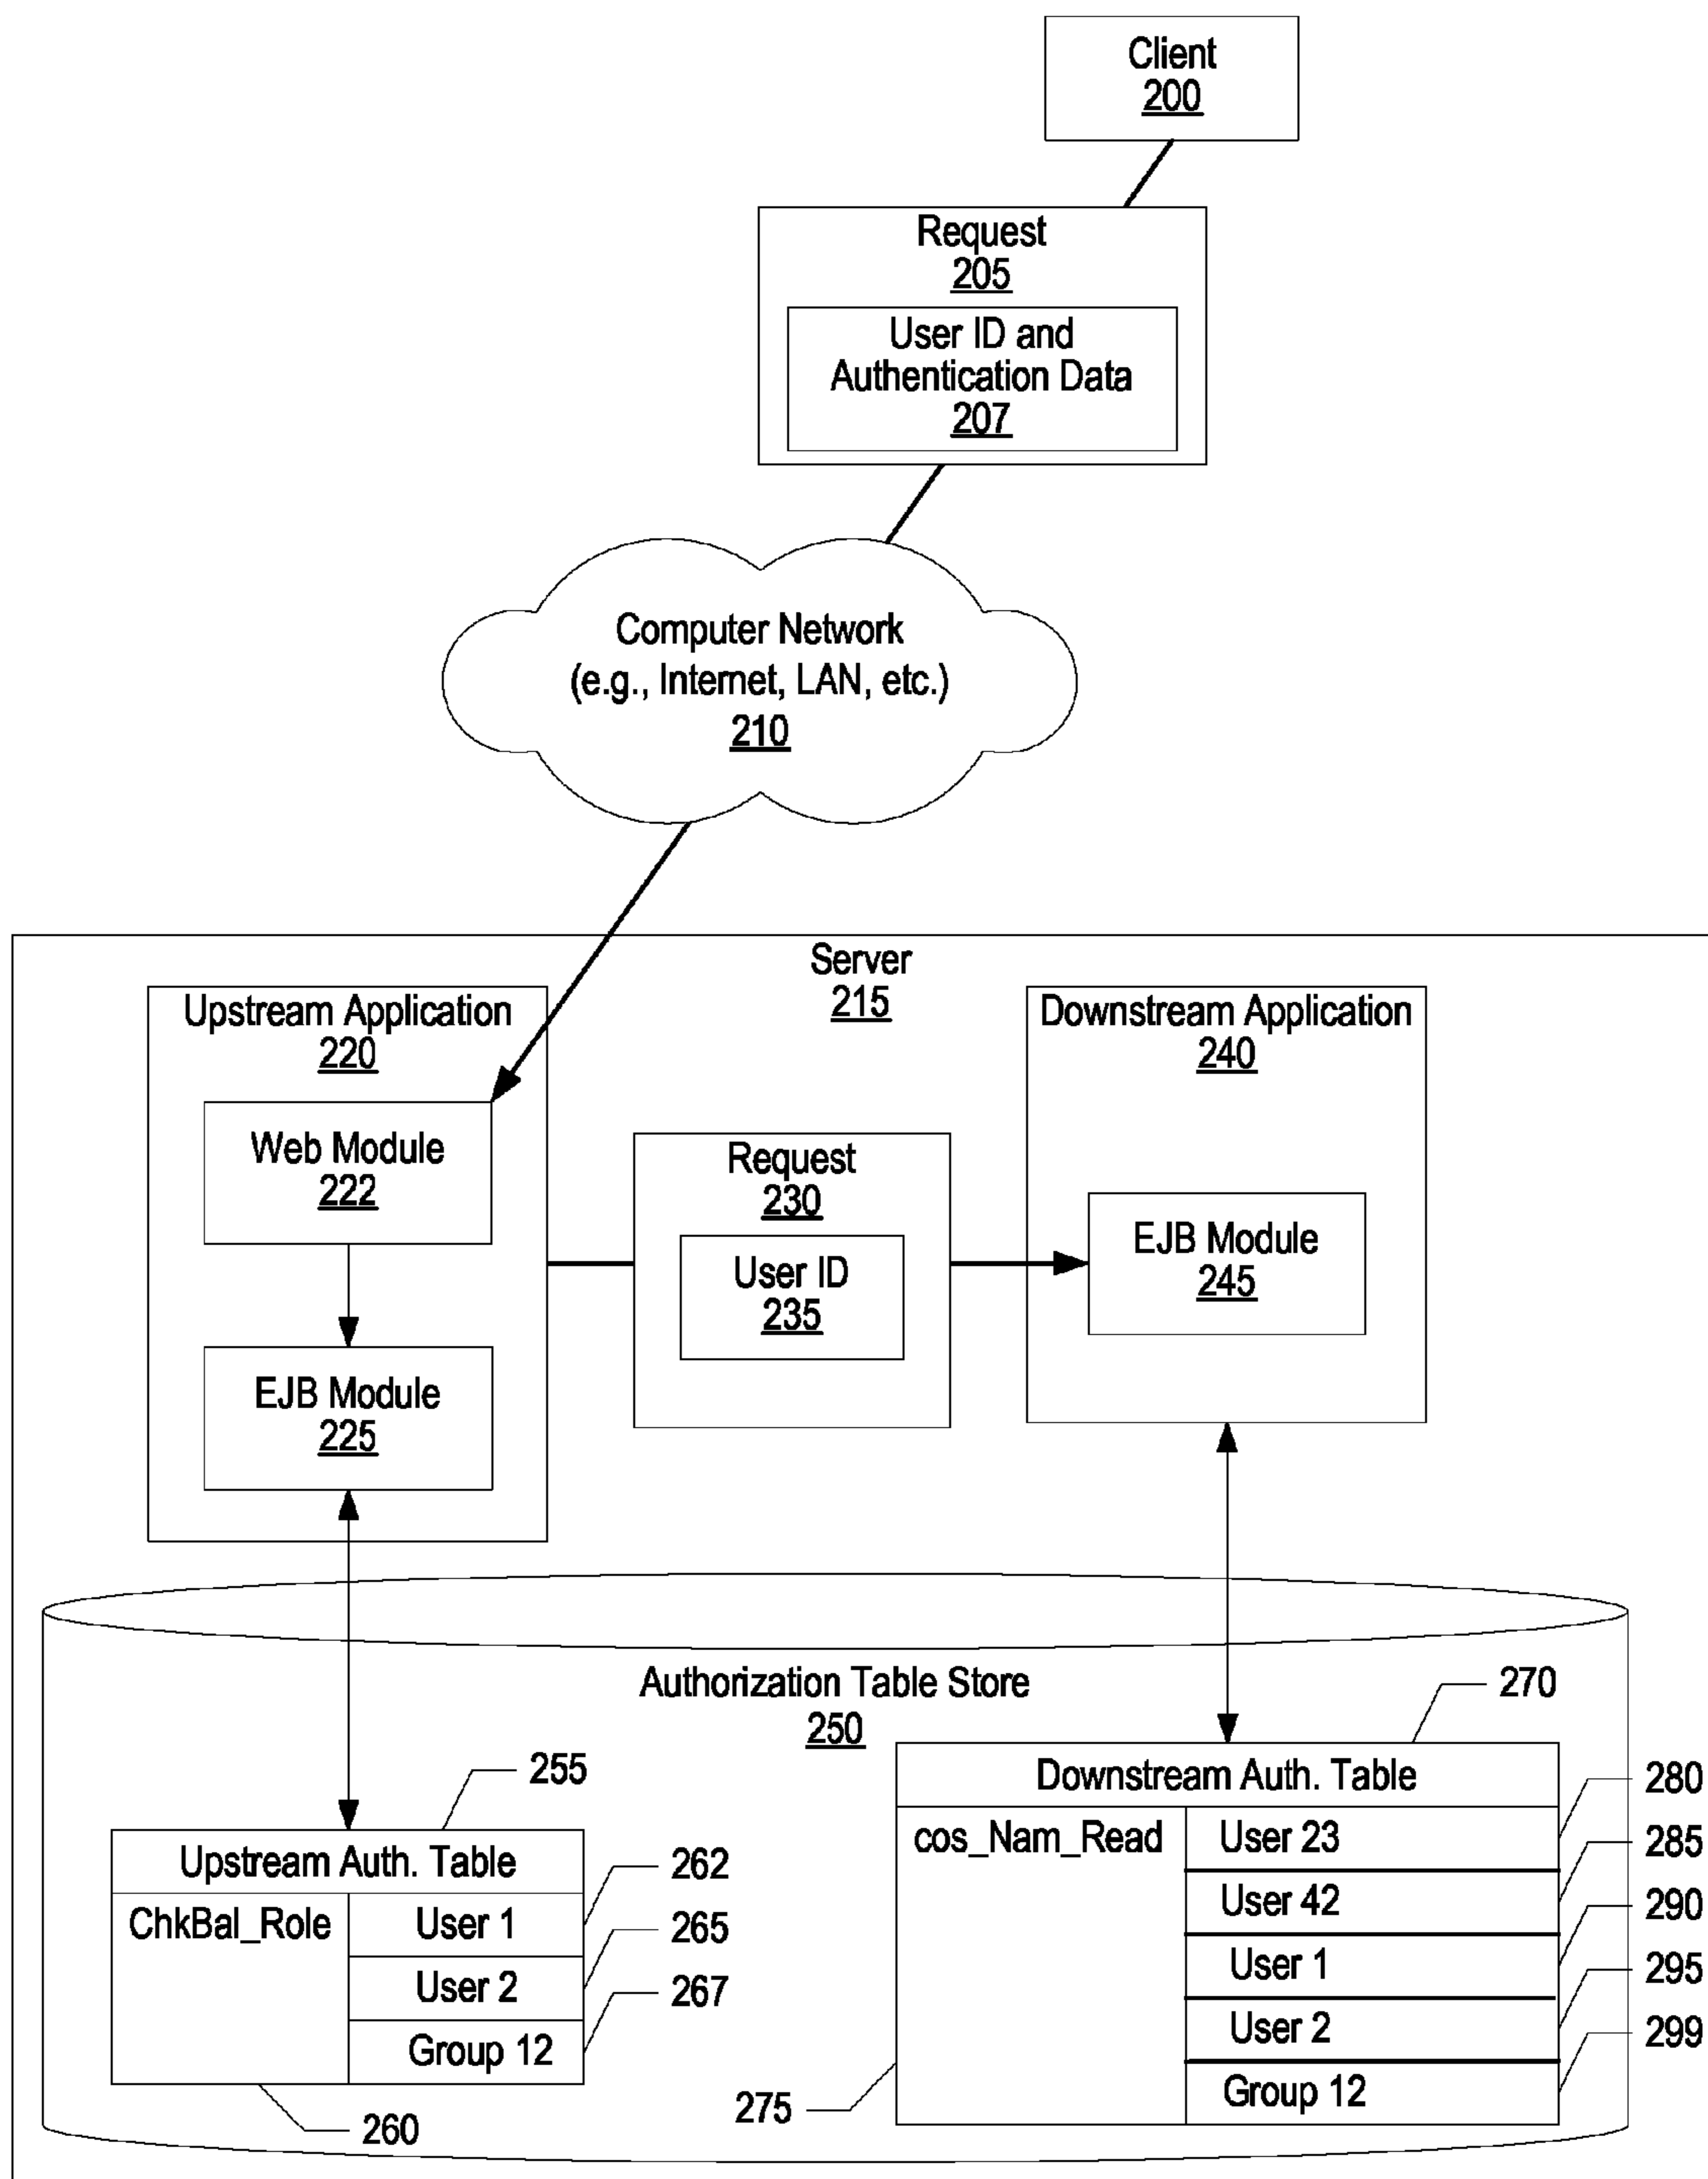 Client
200
Request
205
User ID and
Authentication Data
207
Computer Network
(e.g., Internet, LAN, etc.)
210
Server
215
Upstream Application
220
Web Module
222
EJB Module
225
Request
230
User ID
235
Downstream Application
240
EJB Module
245
Authorization Table Store
250
255
Upstream Auth. Table
ChkBal_Role
User 1
User 2
Group 12
262
265
267
260
270
Downstream Auth. Table
cos_Nam_Read
User 23
User 42
User 1
User 2
Group 12
280
285
290
295
299
275